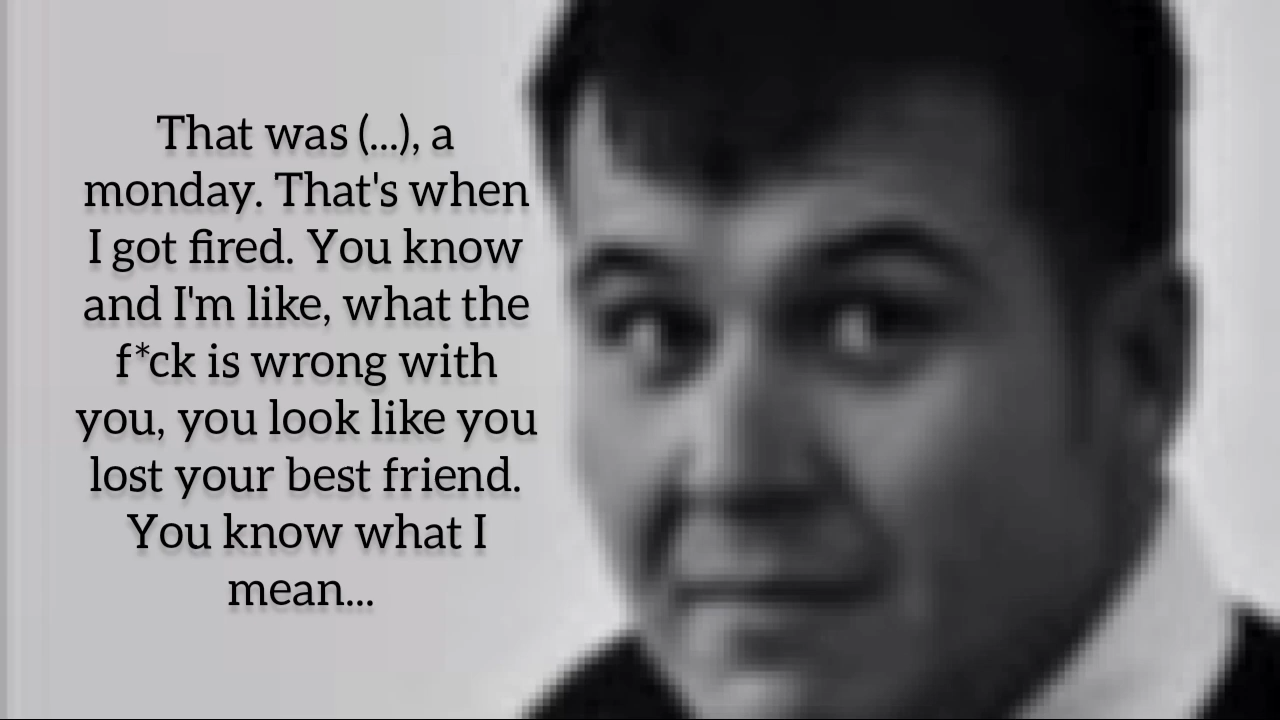 That was (...), a
monday. That's when
I got fired. You know
and I'm like, what the
f*ck is wrong with
you, you look like you
lost your best friend.
You know what I
mean...